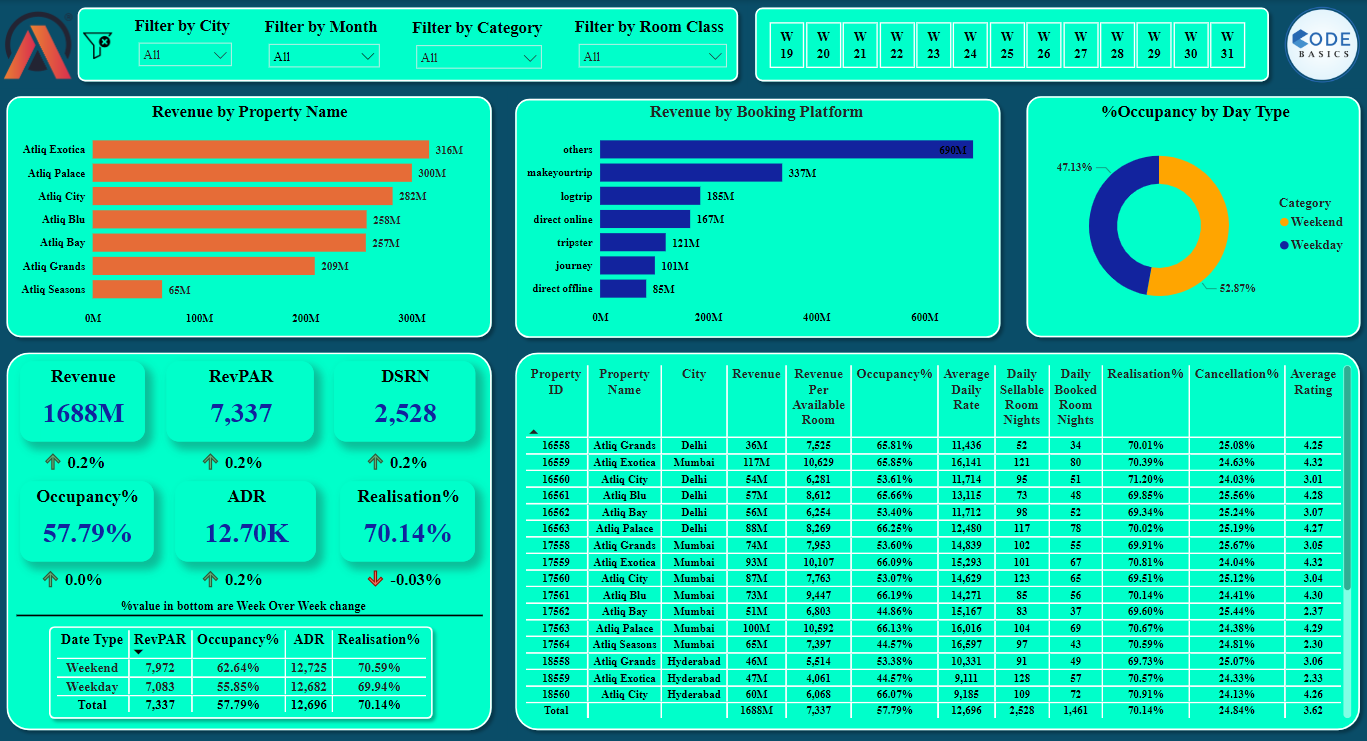 Filter by City
All
Filter by Month
All
Filter by Category
All
Filter by Room Class
All
W 19
W 20
W 21
W 22
W 23
W 24
W 25
W 26
W 27
W 28
W 29
W 30
W 31
CODE
BASICS
Revenue by Property Name
Atliq Exotica 316M
Atliq Palace 300M
Atliq City 282M
Atliq Blu 258M
Atliq Bay 257M
Atliq Grands 209M
Atliq Seasons 65M
0M 100M 200M 300M
Revenue by Booking Platform
others 690M
makeyourtrip 337M
logtrip 185M
direct online 167M
tripster 121M
journey 101M
direct offline 85M
0M 200M 400M 600M
%Occupancy by Day Type
47.13%
52.87%
Category
Weekend
Weekday
Revenue
1688M
0.2%
RevPAR
7,337
0.2%
DSRN
2,528
0.2%
Occupancy%
57.79%
0.0%
ADR
12.70K
0.2%
Realisation%
70.14%
-0.03%
%value in bottom are Week Over Week change
Date Type RevPAR Occupancy% ADR Realisation%
Weekend 7,972 62.64% 12,725 70.59%
Weekday 7,083 55.85% 12,682 69.94%
Total 7,337 57.79% 12,696 70.14%
Property ID Property Name City Revenue Revenue Per Available Room Occupancy% Average Daily Rate Daily Sellable Room Nights Daily Booked Room Nights Realisation% Cancellation% Average Rating
16558 Atliq Grands Delhi 36M 7,525 65.81% 11,436 52 34 70.01% 25.08% 4.25
16559 Atliq Exotica Mumbai 117M 10,629 65.85% 16,141 121 80 70.39% 24.63% 4.32
16560 Atliq City Delhi 54M 6,281 53.61% 11,714 95 51 71.20% 24.03% 3.01
16561 Atliq Blu Delhi 57M 8,612 65.66% 13,115 73 48 69.85% 25.56% 4.28
16562 Atliq Bay Delhi 56M 6,254 53.40% 11,712 98 52 69.34% 25.24% 3.07
16563 Atliq Palace Delhi 88M 8,269 66.25% 12,480 117 78 70.02% 25.19% 4.27
17558 Atliq Grands Mumbai 74M 7,953 53.60% 14,839 102 55 69.91% 25.67% 3.05
17559 Atliq Exotica Mumbai 93M 10,107 66.09% 15,293 101 67 70.81% 24.04% 4.32
17560 Atliq City Mumbai 87M 7,763 53.07% 14,629 123 65 69.51% 25.12% 3.04
17561 Atliq Blu Mumbai 73M 9,447 66.19% 14,271 85 56 70.14% 24.41% 4.30
17562 Atliq Bay Mumbai 51M 6,803 44.86% 15,167 83 37 69.60% 25.44% 2.37
17563 Atliq Palace Mumbai 100M 10,592 66.13% 16,016 104 69 70.67% 24.38% 4.29
17564 Atliq Seasons Mumbai 65M 7,397 44.57% 16,597 97 43 70.59% 24.81% 2.30
18558 Atliq Grands Hyderabad 46M 5,514 53.38% 10,331 91 49 69.73% 25.07% 3.06
18559 Atliq Exotica Hyderabad 47M 4,061 44.57% 9,111 128 57 70.57% 24.33% 2.33
18560 Atliq City Hyderabad 60M 6,068 66.07% 9,185 109 72 70.91% 24.13% 4.26
Total 1688M 7,337 57.79% 12,696 2,528 1,461 70.14% 24.84% 3.62